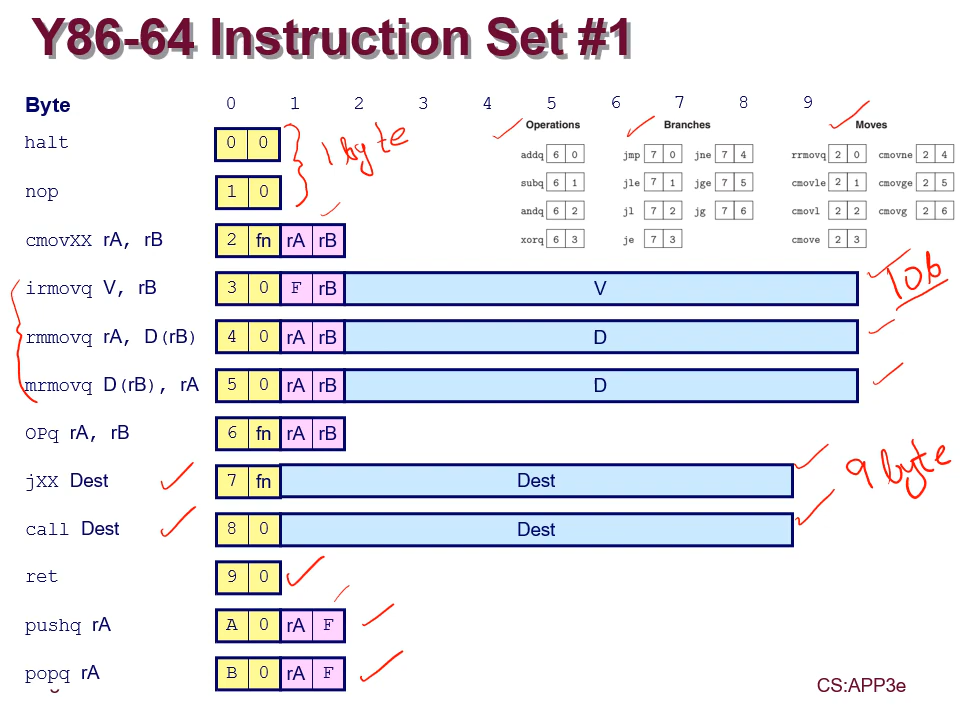 Y86-64 Instruction Set #1
Byte 0 1 2 3 4 5 6 7 8 9
Operations Branches Moves
halt 0 0
1 byte
addq 6 0 jmp 7 0 jne 7 4 rrmovq 2 0 cmovne 2 4
subq 6 1 jle 7 1 jge 7 5 cmovle 2 1 cmovge 2 5
nop 1 0
andq 6 2 jl 7 2 jg 7 6 cmovl 2 2 cmovg 2 6
cmovXX rA, rB 2 fn rA rB
xorq 6 3 je 7 3 cmove 2 3
irmovq V, rB 3 0 F rB V
rmmovq rA, D(rB) 4 0 rA rB D
mrmovq D(rB), rA 5 0 rA rB D
OPq rA, rB 6 fn rA rB
jXX Dest 7 fn Dest
9 byte
call Dest 8 0 Dest
ret 9 0
pushq rA A 0 rA F
popq rA B 0 rA F
CS:APP3e